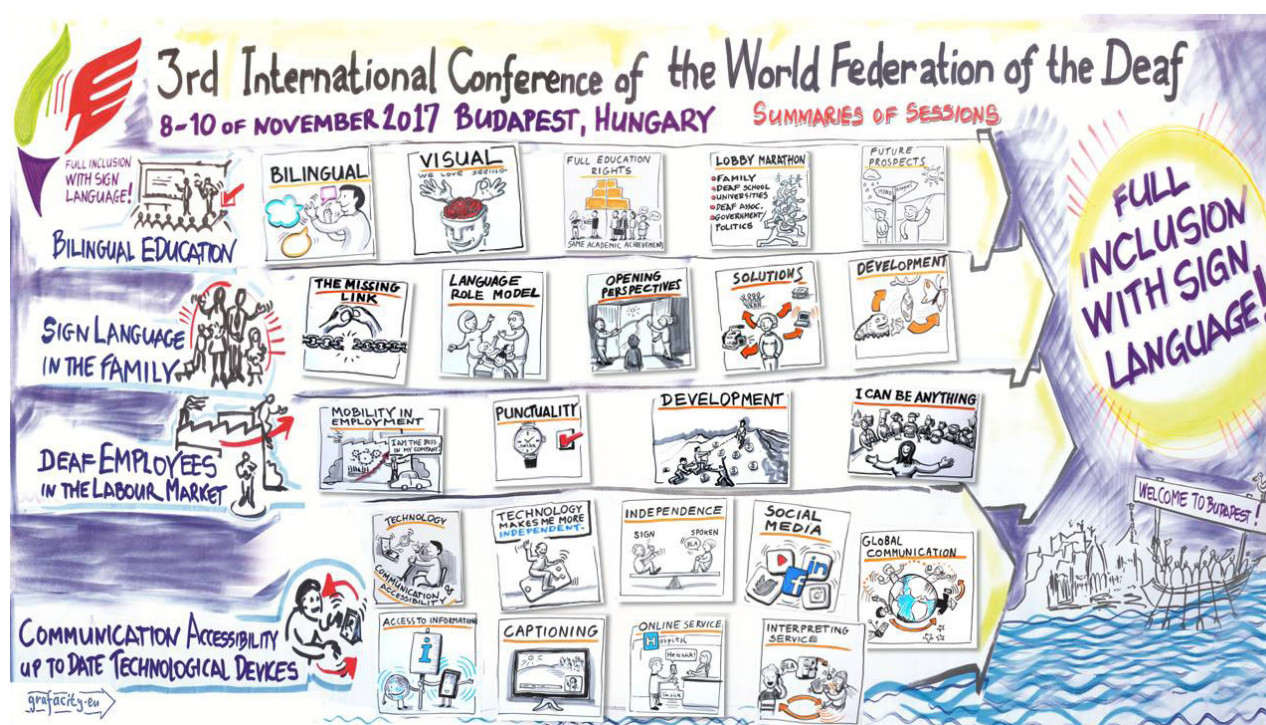 3rd International Conference of the World Federation of the Deaf
8-10 OF NOVEMBER 2017 BUDAPEST, HUNGARY
SUMMARIES OF SESSIONS
FULL INCLUSION
WITH SIGN
LANGUAGE!
BILINGUAL EDUCATION
BILINGUAL
VISUAL
WE LOVE SEEING
FULL EDUCATION
RIGHTS
SAME ACADEMIC ACHIEVEMENT
LOBBY MARATHON
FAMILY
DEAF SCHOOL
UNIVERSITIES
DEAF ASSOC.
GOVERNMENT/
POLITICS
FUTURE
PROSPECTS
FULL
INCLUSION
WITH SIGN
LANGUAGE!
SIGN LANGUAGE
IN THE FAMILY
THE MISSING
LINK
LANGUAGE
ROLE MODEL
OPENING
PERSPECTIVES
SOLUTIONS
DEVELOPMENT
DEAF EMPLOYEES
IN THE LABOUR MARKET
MOBILITY IN
EMPLOYMENT
I AM THE BOSS
IN MY COMPANY
PUNCTUALITY
DEVELOPMENT
I CAN BE ANYTHING
WELCOME TO BUDAPEST!
COMMUNICATION ACCESSIBILITY
UP TO DATE TECHNOLOGICAL DEVICES
TECHNOLOGY
&
COMMUNICATION
ACCESSIBILITY
TECHNOLOGY
MAKES ME MORE
INDEPENDENT.
INDEPENDENCE
SIGN
SPOKEN
BLA
SOCIAL
MEDIA
in
f
GLOBAL
COMMUNICATION
ACCESS TO INFORMATION
i
CAPTIONING
ONLINE SERVICE
Hospital
He is sick!
INTERPRETING
SERVICE
BLA
grafacity.eu